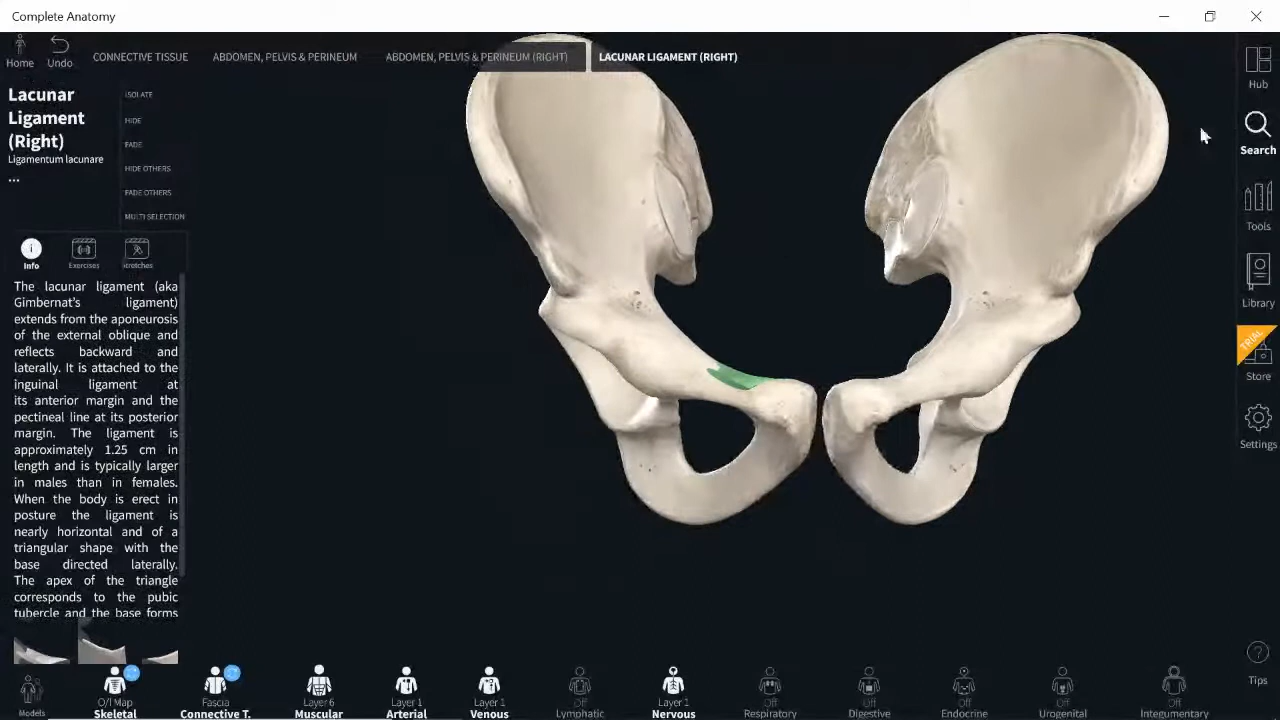 Complete Anatomy
Home
Undo
CONNECTIVE TISSUE
ABDOMEN, PELVIS & PERINEUM
ABDOMEN, PELVIS & PERINEUM (RIGHT)
LACUNAR LIGAMENT (RIGHT)
Hub
Lacunar
Ligament
(Right)
Ligamentum lacunare
...
ISOLATE
HIDE
FADE
HIDE OTHERS
FADE OTHERS
MULTI SELECTION
Info
Exercises
The lacunar ligament (aka
Gimbernat's ligament)
extends from the aponeurosis
of the external oblique and
reflects backward and
laterally. It is attached to the
inguinal ligament at
its anterior margin and the
pectineal line at its posterior
margin. The ligament is
approximately 1.25 cm in
length and is typically larger
in males than in females.
When the body is erect in
posture the ligament is
nearly horizontal and of a
triangular shape with the
base directed laterally.
The apex of the triangle
corresponds to the pubic
tubercle and the base forms
Search
Tools
Library
TRIAL
Store
Settings
?
Tips
Models
O/I Map
Skeletal
Fascia
Connective T.
Layer 6
Muscular
Layer 1
Arterial
Layer 1
Venous
Off
Lymphatic
Layer 1
Nervous
Off
Respiratory
Off
Digestive
Off
Endocrine
Off
Urogenital
Off
Integumentary